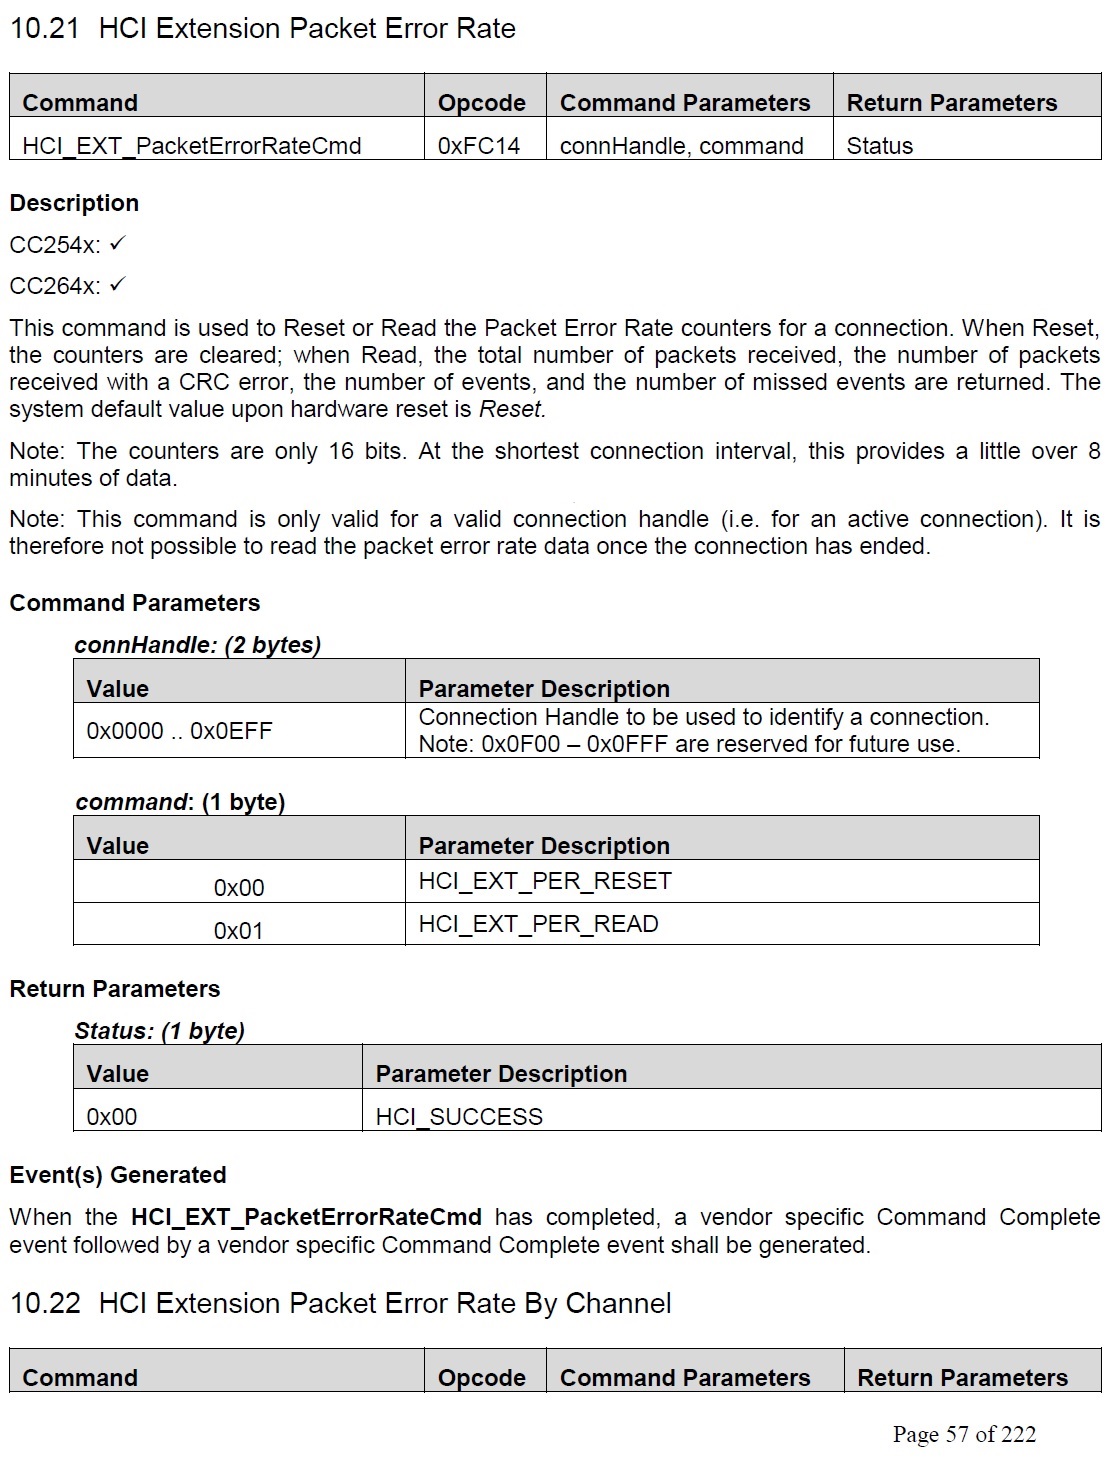 10.21 HCI Extension Packet Error Rate
Command Opcode Command Parameters Return Parameters
HCI_EXT_PacketErrorRateCmd 0xFC14 connHandle, command Status
Description
CC254x: ✓
CC264x: ✓
This command is used to Reset or Read the Packet Error Rate counters for a connection. When Reset,
the counters are cleared; when Read, the total number of packets received, the number of packets
received with a CRC error, the number of events, and the number of missed events are returned. The
system default value upon hardware reset is Reset.
Note: The counters are only 16 bits. At the shortest connection interval, this provides a little over 8
minutes of data.
Note: This command is only valid for a valid connection handle (i.e. for an active connection). It is
therefore not possible to read the packet error rate data once the connection has ended.
Command Parameters
connHandle: (2 bytes)
Value Parameter Description
0x0000 .. 0x0EFF Connection Handle to be used to identify a connection.
Note: 0x0F00 – 0x0FFF are reserved for future use.
command: (1 byte)
Value Parameter Description
0x00 HCI_EXT_PER_RESET
0x01 HCI_EXT_PER_READ
Return Parameters
Status: (1 byte)
Value Parameter Description
0x00 HCI_SUCCESS
Event(s) Generated
When the HCI_EXT_PacketErrorRateCmd has completed, a vendor specific Command Complete
event followed by a vendor specific Command Complete event shall be generated.
10.22 HCI Extension Packet Error Rate By Channel
Command Opcode Command Parameters Return Parameters
Page 57 of 222